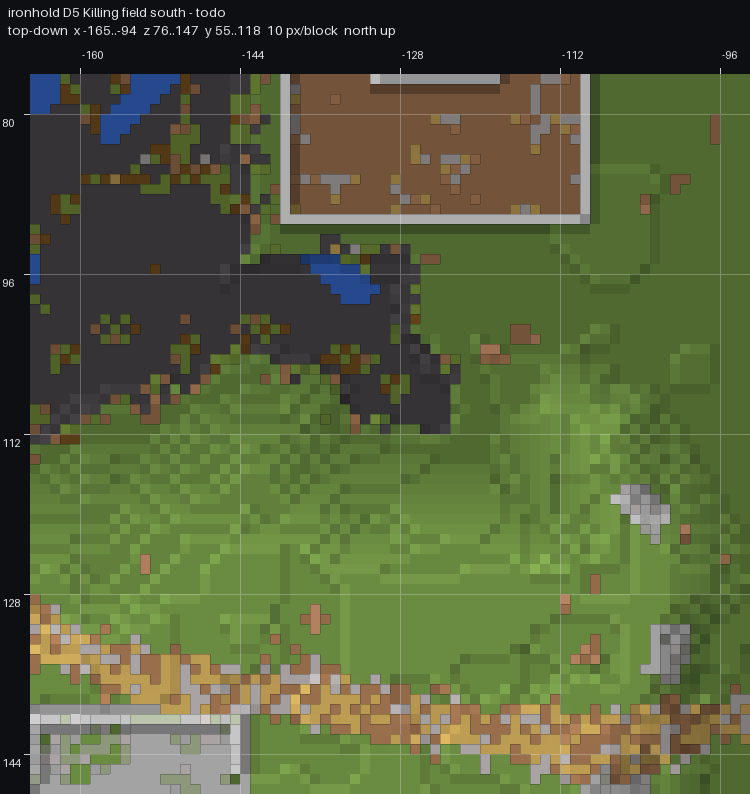 ironhold D5 Killing field south - todo
top-down x -165..-94 z 76..147 y 55..118 10 px/block north up
-160 -144 -128 -112 -96
80
96
112
128
144